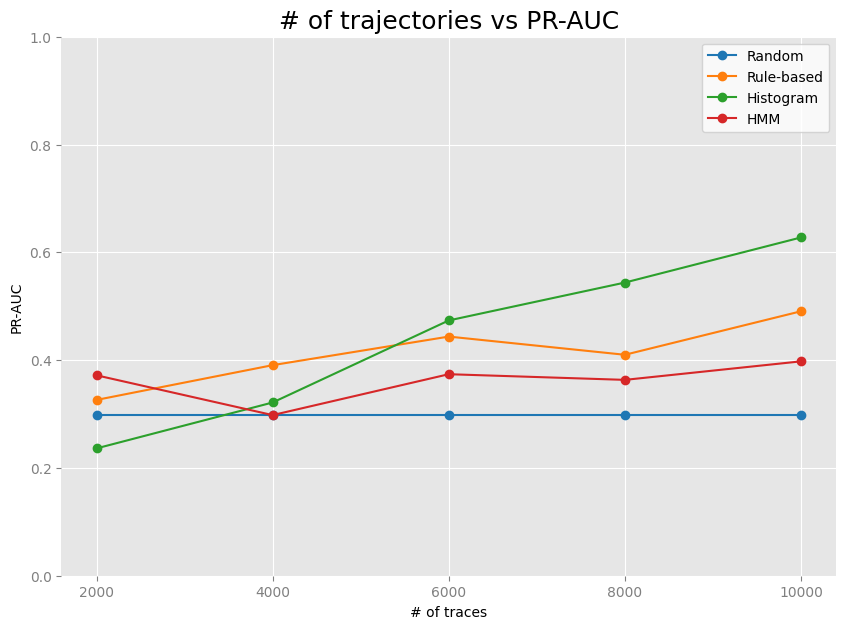 # of trajectories vs PR-AUC
Random
Rule-based
Histogram
HMM
1.0
0.8
0.6
0.4
0.2
0.0
PR-AUC
2000 4000 6000 8000 10000
# of traces